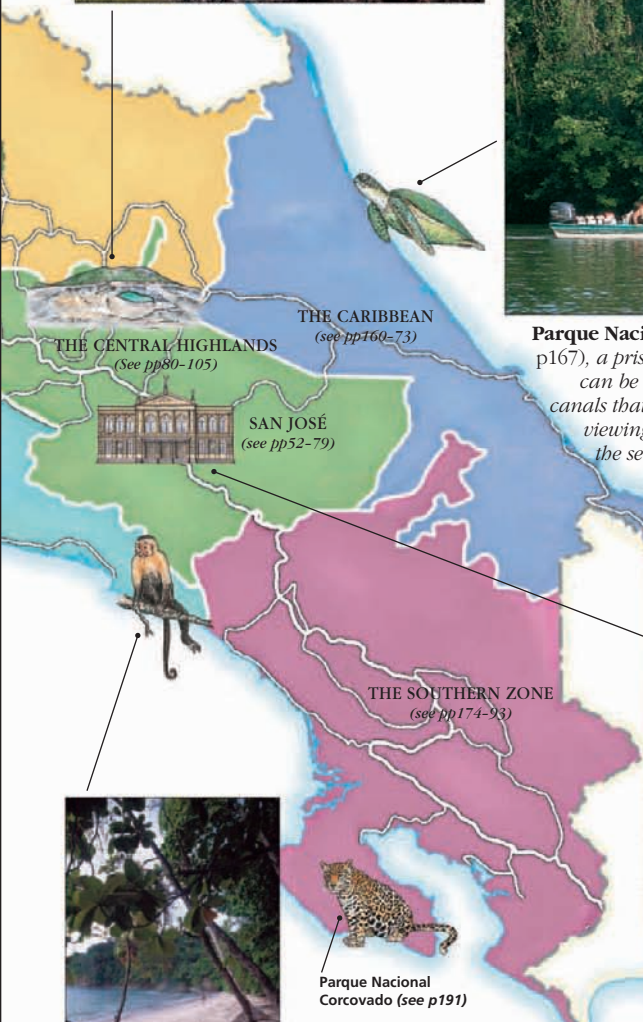 THE CARIBBEAN
(see pp160-73)
THE CENTRAL HIGHLANDS
(See pp80-105)
SAN JOSÉ
(see pp52-79)
Parque Naci
p167), a pris
can be
canals that
viewing
the se
THE SOUTHERN ZONE
(see pp174-93)
Parque Nacional
Corcovado (see p191)